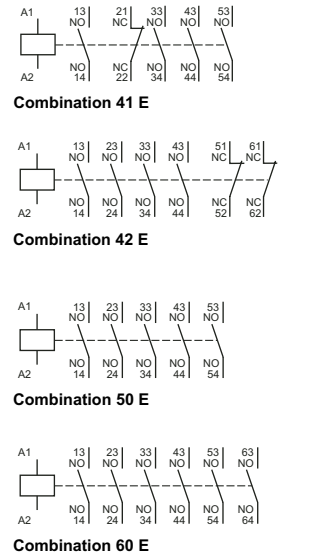 A1 13 21 33 43 53
NO NC NO NO NO
NO NC NO NO NO
A2 14 22 34 44 54
Combination 41 E
A1 13 23 33 43 51 61
NO NO NO NO NC NC
NO NO NO NO NC NC
A2 14 24 34 44 52 62
Combination 42 E
A1 13 23 33 43 53
NO NO NO NO NO
NO NO NO NO NO
A2 14 24 34 44 54
Combination 50 E
A1 13 23 33 43 53 63
NO NO NO NO NO NO
NO NO NO NO NO NO
A2 14 24 34 44 54 64
Combination 60 E